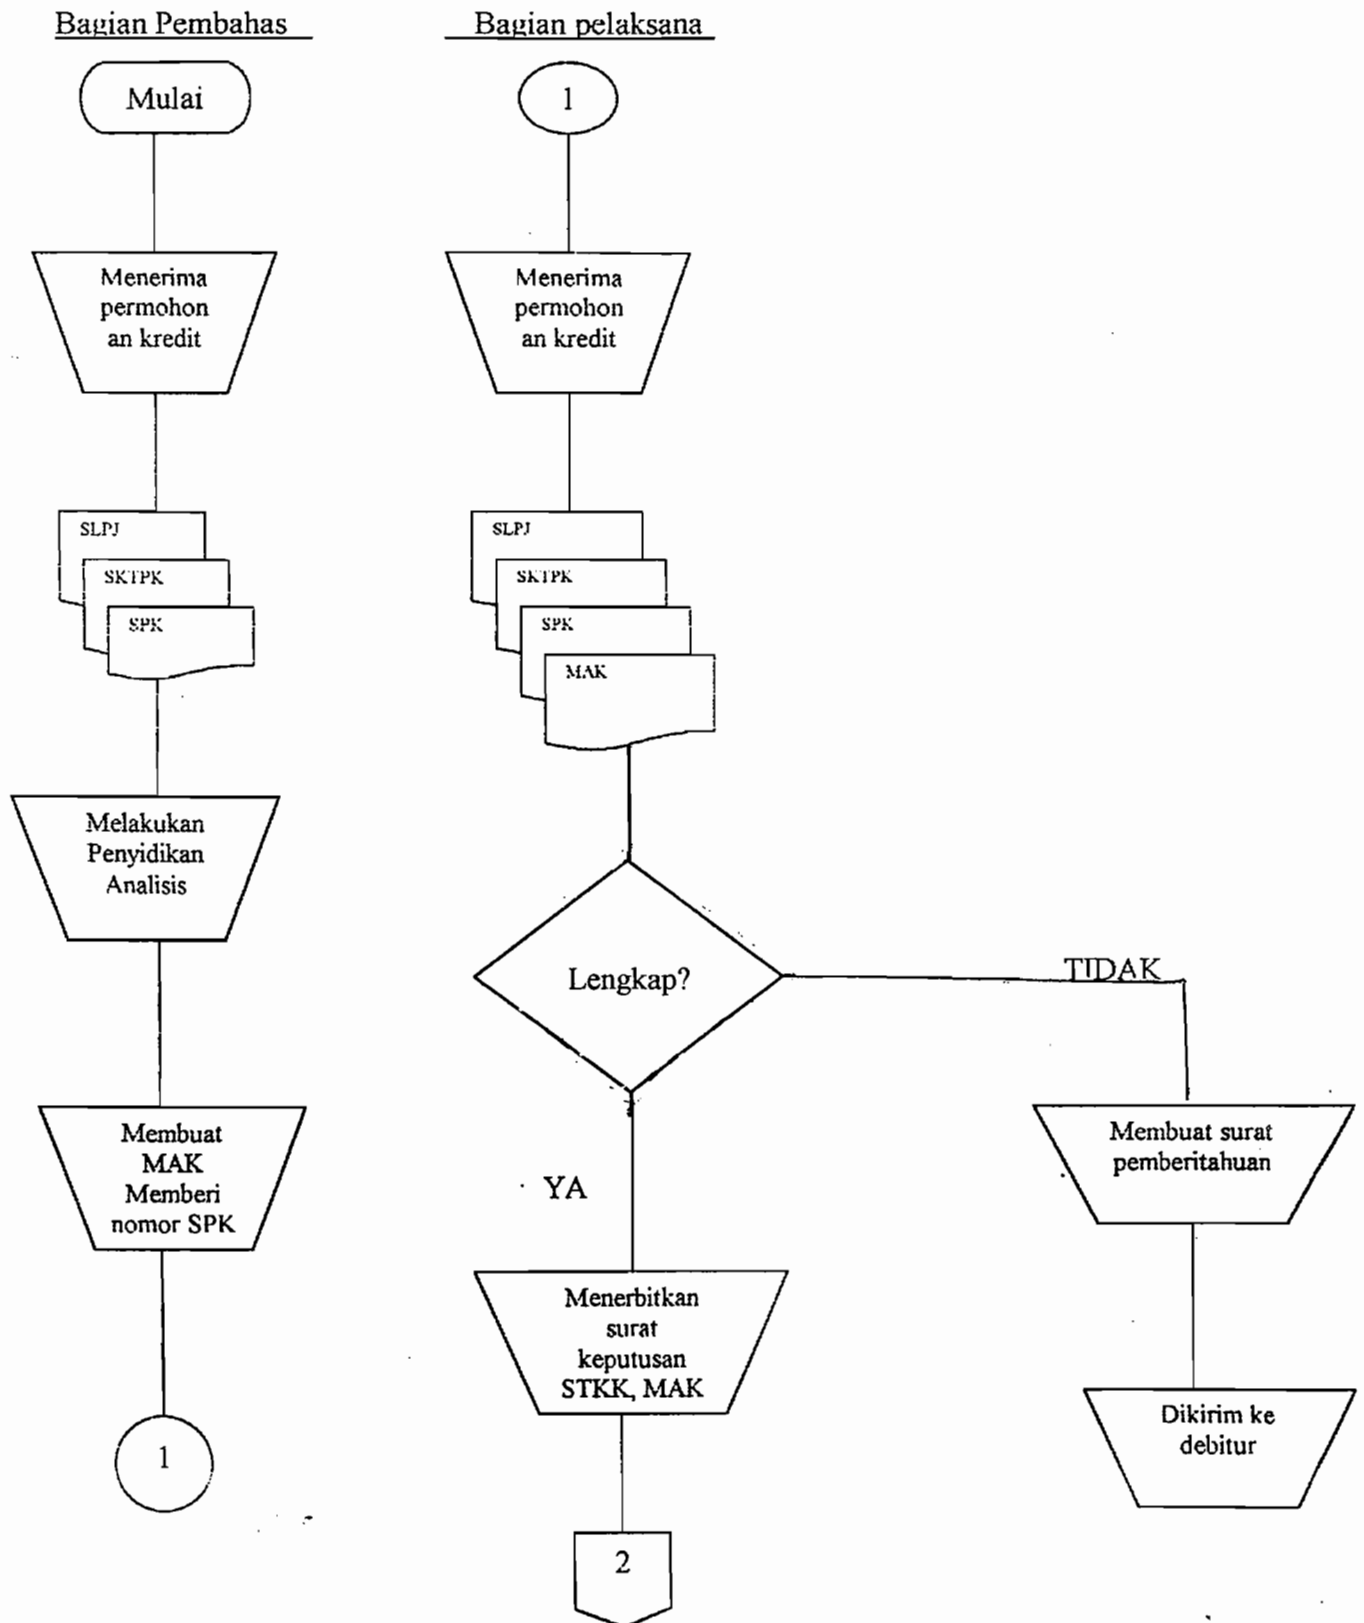 Bagian Pembahas
Mulai
Menerima
permohon
an kredit
SLPJ
SKTPK
SPK
Melakukan
Penyidikan
Analisis
Membuat
MAK
Memberi
nomor SPK
1
Bagian pelaksana
1
Menerima
permohon
an kredit
SLPJ
SKTPK
SPK
MAK
Lengkap?
TIDAK
YA
Menerbitkan
surat
keputusan
STKK, MAK
2
Membuat surat
pemberitahuan
Dikirim ke
debitur